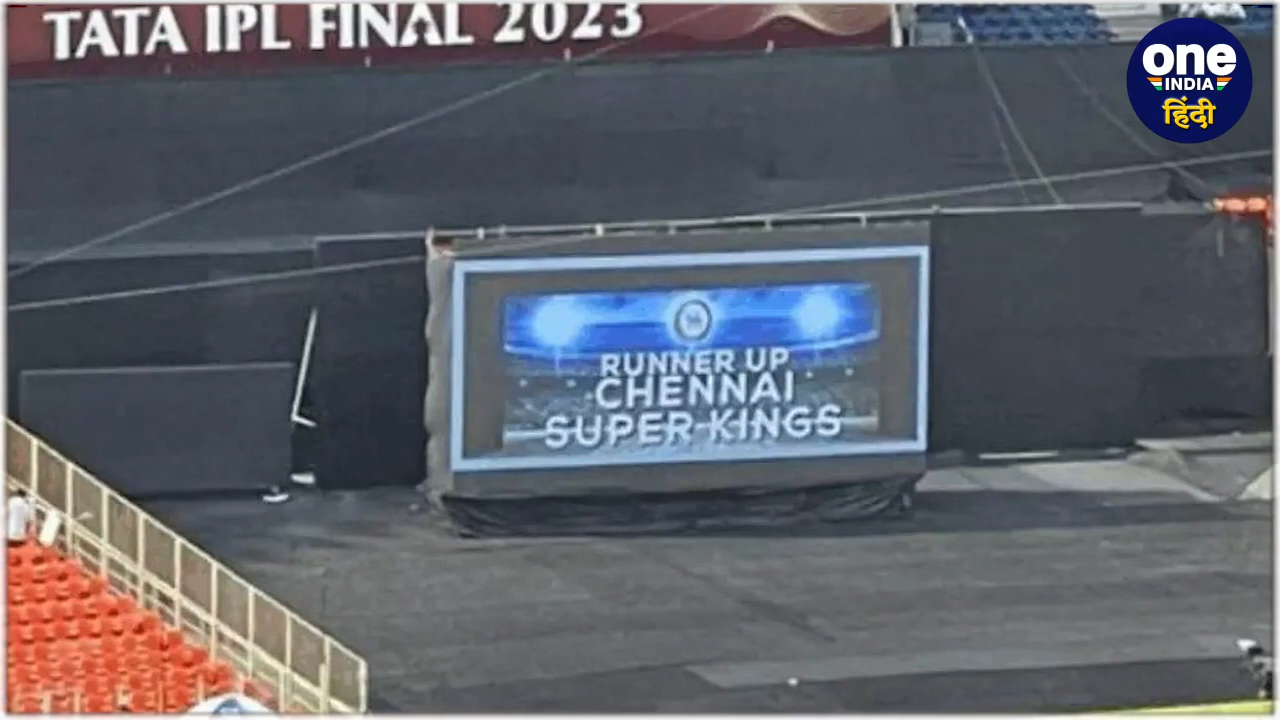 TATA IPL FINAL 2023
one
INDIA
हिंदी
RUNNER UP
CHENNAI
SUPER KINGS